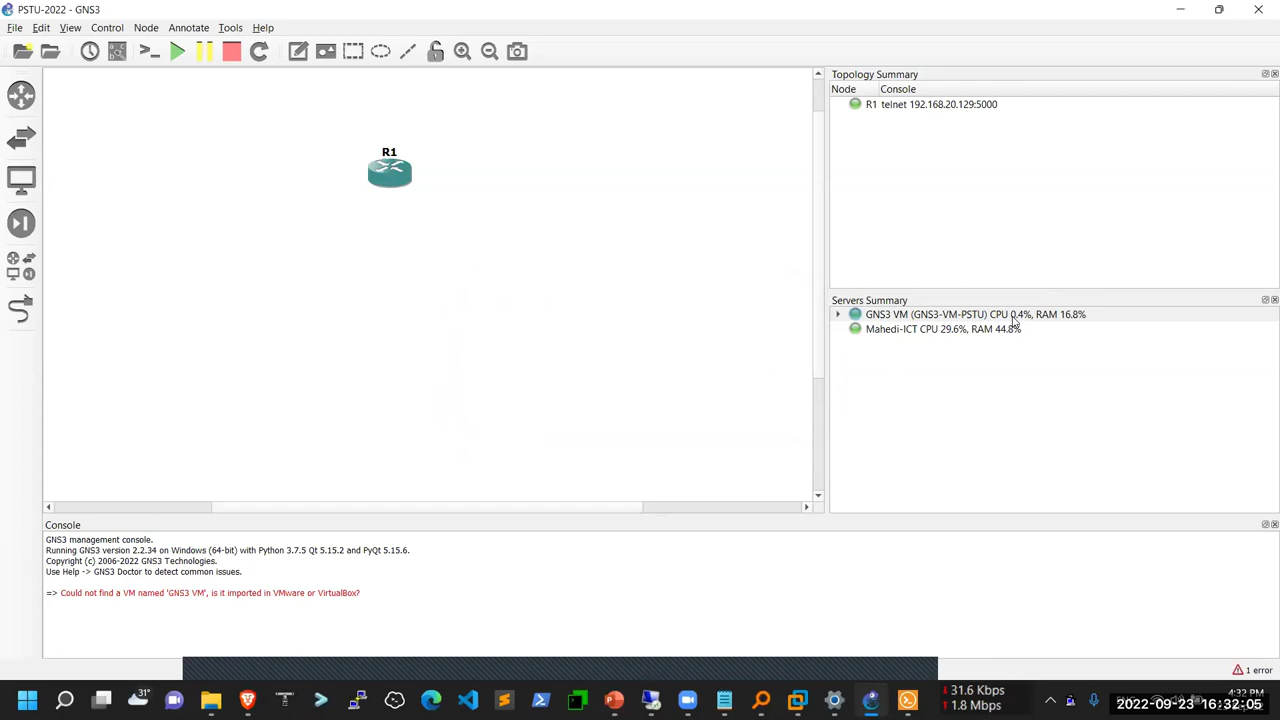 PSTU-2022 - GNS3
File Edit View Control Node Annotate Tools Help
R1
Topology Summary
Node Console
R1 telnet 192.168.20.129:5000
Servers Summary
GNS3 VM (GNS3-VM-PSTU) CPU 0.4%, RAM 16.8%
Mahedi-ICT CPU 29.6%, RAM 44.8%
Console
GNS3 management console.
Running GNS3 version 2.2.34 on Windows (64-bit) with Python 3.7.5 Qt 5.15.2 and PyQt 5.15.6.
Copyright (c) 2006-2022 GNS3 Technologies.
Use Help -> GNS3 Doctor to detect common issues.
=> Could not find a VM named 'GNS3 VM', is it imported in VMware or VirtualBox?
1 error
31°
31.6 Kbps
1.8 Mbps
4:32 PM
2022-09-23 16:32:05